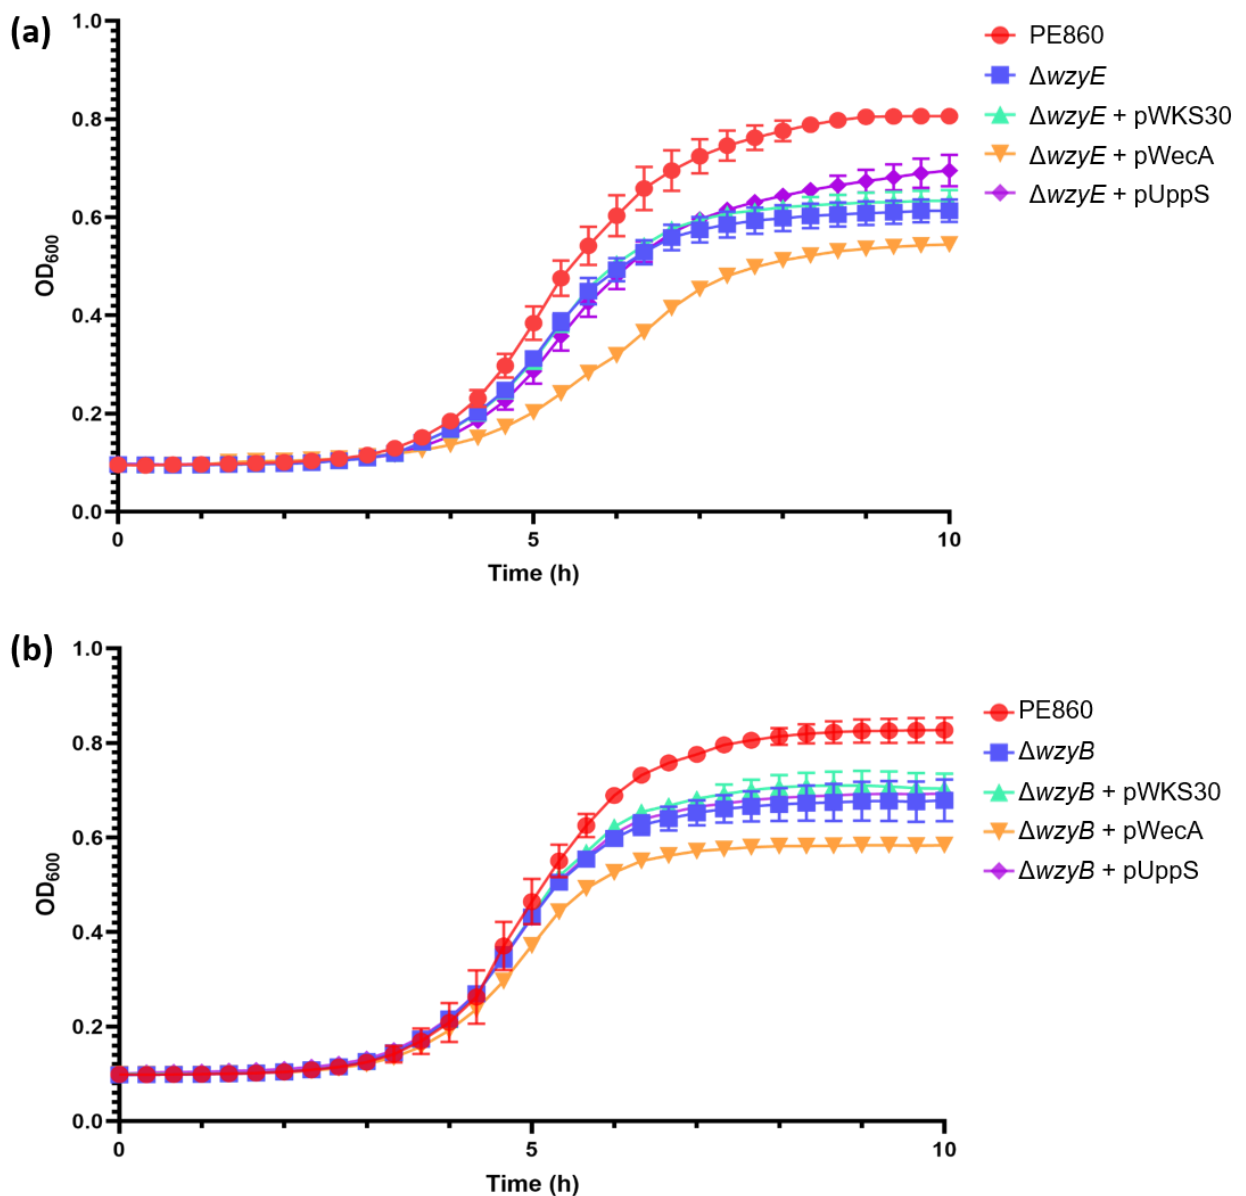 (a)
1.0
0.8
0.6
0.4
0.2
0.0
OD600
0
5
10
Time (h)
PE860
ΔwzyE
ΔwzyE + pWKS30
ΔwzyE + pWecA
ΔwzyE + pUppS
(b)
1.0
0.8
0.6
0.4
0.2
0.0
OD600
0
5
10
Time (h)
PE860
ΔwzyB
ΔwzyB + pWKS30
ΔwzyB + pWecA
ΔwzyB + pUppS